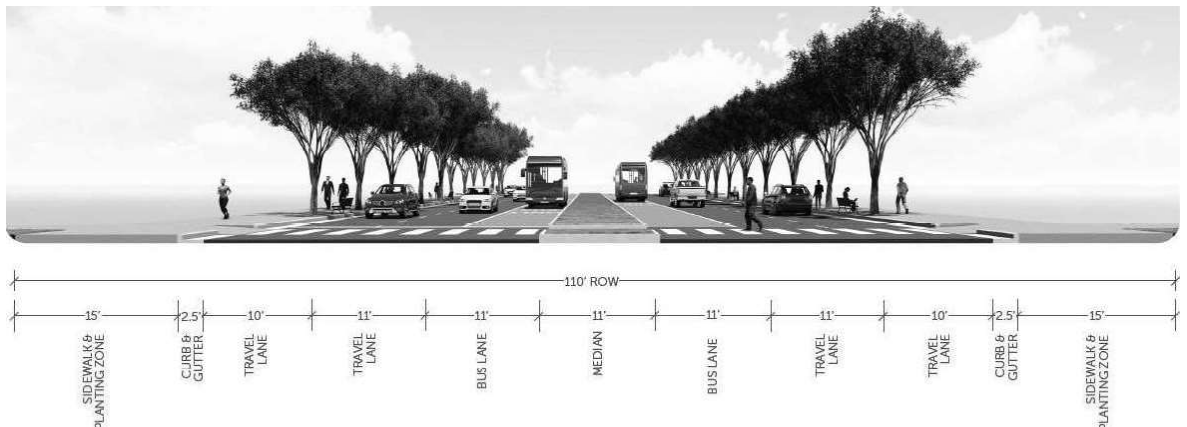 110' ROW
15'
2.5'
10'
11'
11'
11'
11'
11'
10'
2.5'
15'
SIDEWALK &
PLANTING ZONE
CURB &
GUTTER
TRAVEL
LANE
TRAVEL
LANE
BUS LANE
MEDIAN
BUS LANE
TRAVEL
LANE
TRAVEL
LANE
CURB &
GUTTER
SIDEWALK &
PLANTING ZONE